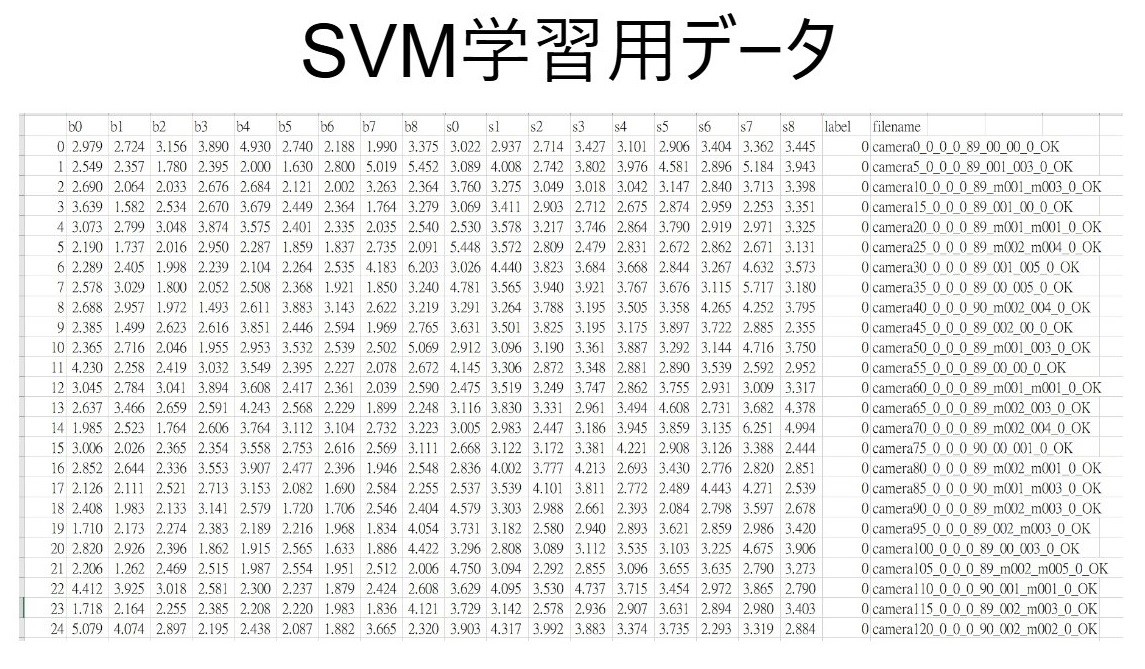 SVM学習用データ
b0 b1 b2 b3 b4 b5 b6 b7 b8 s0 s1 s2 s3 s4 s5 s6 s7 s8 label filename
0 2.979 2.724 3.156 3.890 4.930 2.740 2.188 1.990 3.375 3.022 2.937 2.714 3.427 3.101 2.906 3.404 3.362 3.445 0 camera0_0_0_0_89_00_00_0_OK
1 2.549 2.357 1.780 2.395 2.000 1.630 2.800 5.019 5.452 3.089 4.008 2.742 3.802 3.976 4.581 2.896 5.184 3.943 0 camera5_0_0_0_89_001_003_0_OK
2 2.690 2.064 2.033 2.676 2.684 2.121 2.002 3.263 2.364 3.760 3.275 3.049 3.018 3.042 3.147 2.840 3.713 3.398 0 camera10_0_0_0_89_m001_m003_0_OK
3 3.639 1.582 2.534 2.670 3.679 2.449 2.364 1.764 3.279 3.069 3.411 2.903 2.712 2.675 2.874 2.959 2.253 3.351 0 camera15_0_0_0_89_001_00_0_OK
4 3.073 2.799 3.048 3.874 3.575 2.401 2.335 2.035 2.540 2.530 3.578 3.217 3.746 2.864 3.790 2.919 2.971 3.325 0 camera20_0_0_0_89_m001_m001_0_OK
5 2.190 1.737 2.016 2.950 2.287 1.859 1.837 2.735 2.091 5.448 3.572 2.809 2.479 2.831 2.672 2.862 2.671 3.131 0 camera25_0_0_0_89_m002_m004_0_OK
6 2.289 2.405 1.998 2.239 2.104 2.264 2.535 4.183 6.203 3.026 4.440 3.823 3.684 3.668 2.844 3.267 4.632 3.573 0 camera30_0_0_0_89_001_005_0_OK
7 2.578 3.029 1.800 2.052 2.508 2.368 1.921 1.850 3.240 4.781 3.565 3.940 3.921 3.767 3.676 3.115 5.717 3.180 0 camera35_0_0_0_89_00_005_0_OK
8 2.688 2.957 1.972 1.493 2.611 3.883 3.143 2.622 3.219 3.291 3.264 3.788 3.195 3.505 3.358 4.265 4.252 3.795 0 camera40_0_0_0_90_m002_004_0_OK
9 2.385 1.499 2.623 2.616 3.851 2.446 2.594 1.969 2.765 3.631 3.501 3.825 3.195 3.175 3.897 3.722 2.885 2.355 0 camera45_0_0_0_89_002_00_0_OK
10 2.365 2.716 2.046 1.955 2.953 3.532 2.539 2.502 5.069 2.912 3.096 3.190 3.361 3.887 3.292 3.144 4.716 3.750 0 camera50_0_0_0_89_m001_003_0_OK
11 4.230 2.258 2.419 3.032 3.549 2.395 2.227 2.078 2.672 4.145 3.306 2.872 3.348 2.881 2.890 3.539 2.592 2.952 0 camera55_0_0_0_89_00_00_0_OK
12 3.045 2.784 3.041 3.894 3.608 2.417 2.361 2.039 2.590 2.475 3.519 3.249 3.747 2.862 3.755 2.931 3.009 3.317 0 camera60_0_0_0_89_m001_m001_0_OK
13 2.637 3.466 2.659 2.591 4.243 2.568 2.229 1.899 2.248 3.116 3.830 3.331 2.961 3.494 4.608 2.731 3.682 4.378 0 camera65_0_0_0_89_m002_003_0_OK
14 1.985 2.523 1.764 2.606 3.764 3.112 3.104 2.732 3.223 3.005 2.983 2.447 3.186 3.945 3.859 3.135 6.251 4.994 0 camera70_0_0_0_89_m002_004_0_OK
15 3.006 2.026 2.365 2.354 3.558 2.753 2.616 2.569 3.111 2.668 3.122 3.172 3.381 4.221 2.908 3.126 3.388 2.444 0 camera75_0_0_0_90_00_001_0_OK
16 2.852 2.644 2.336 3.553 3.907 2.477 2.396 1.946 2.548 2.836 4.002 3.777 4.213 2.693 3.430 2.776 2.820 2.851 0 camera80_0_0_0_89_m002_m001_0_OK
17 2.126 2.111 2.521 2.713 3.153 2.082 1.690 2.584 2.255 2.537 3.539 4.101 3.811 2.772 2.489 4.443 4.271 2.539 0 camera85_0_0_0_90_m001_m003_0_OK
18 2.408 1.983 2.133 3.141 2.579 1.720 1.706 2.546 2.404 4.579 3.303 2.988 2.661 2.393 2.084 2.798 3.597 2.678 0 camera90_0_0_0_89_m002_m003_0_OK
19 1.710 2.173 2.274 2.383 2.189 2.216 1.968 1.834 4.054 3.731 3.182 2.580 2.940 2.893 3.621 2.859 2.986 3.420 0 camera95_0_0_0_89_002_m003_0_OK
20 2.820 2.926 2.396 1.862 1.915 2.565 1.633 1.886 4.422 3.296 2.808 3.089 3.112 3.535 3.103 3.225 4.675 3.906 0 camera100_0_0_0_89_00_003_0_OK
21 2.206 1.262 2.469 2.515 1.987 2.554 1.951 2.512 2.006 4.750 3.094 2.292 2.855 3.096 3.655 3.635 2.790 3.273 0 camera105_0_0_0_89_m002_m005_0_OK
22 4.412 3.925 3.018 2.581 2.300 2.237 1.879 2.424 2.608 3.629 4.095 3.530 4.737 3.715 3.454 2.972 3.865 2.790 0 camera110_0_0_0_90_001_m001_0_OK
23 1.718 2.164 2.255 2.385 2.208 2.220 1.983 1.836 4.121 3.729 3.142 2.578 2.936 2.907 3.631 2.894 2.980 3.403 0 camera115_0_0_0_89_002_m003_0_OK
24 5.079 4.074 2.897 2.195 2.438 2.087 1.882 3.665 2.320 3.903 4.317 3.992 3.883 3.374 3.735 2.293 3.319 2.884 0 camera120_0_0_0_90_002_m002_0_OK